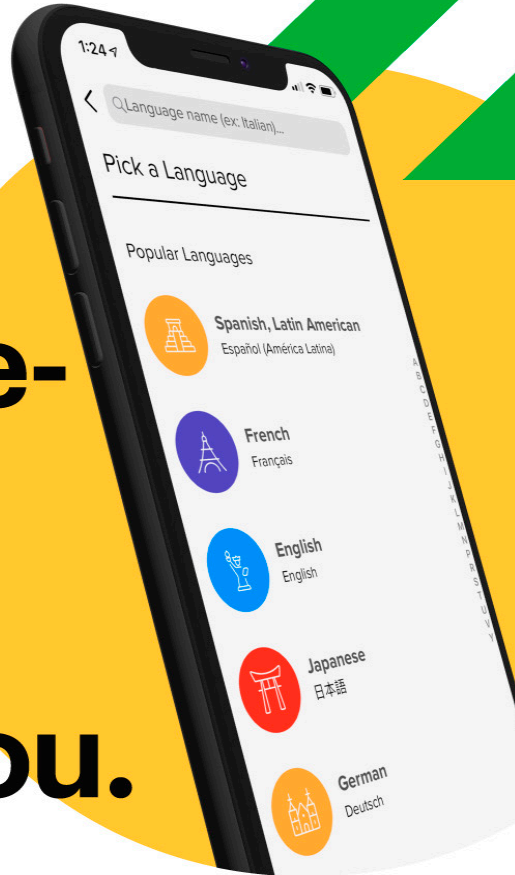 1:24
Language name (ex: Italian)...
Pick a Language
Popular Languages
Spanish, Latin American
Español (América Latina)
e-
French
Français
English
English
Japanese
日本語
ou.
German
Deutsch
A
B
C
D
E
F
G
H
I
J
K
L
M
N
P
R
S
T
U
V
Y